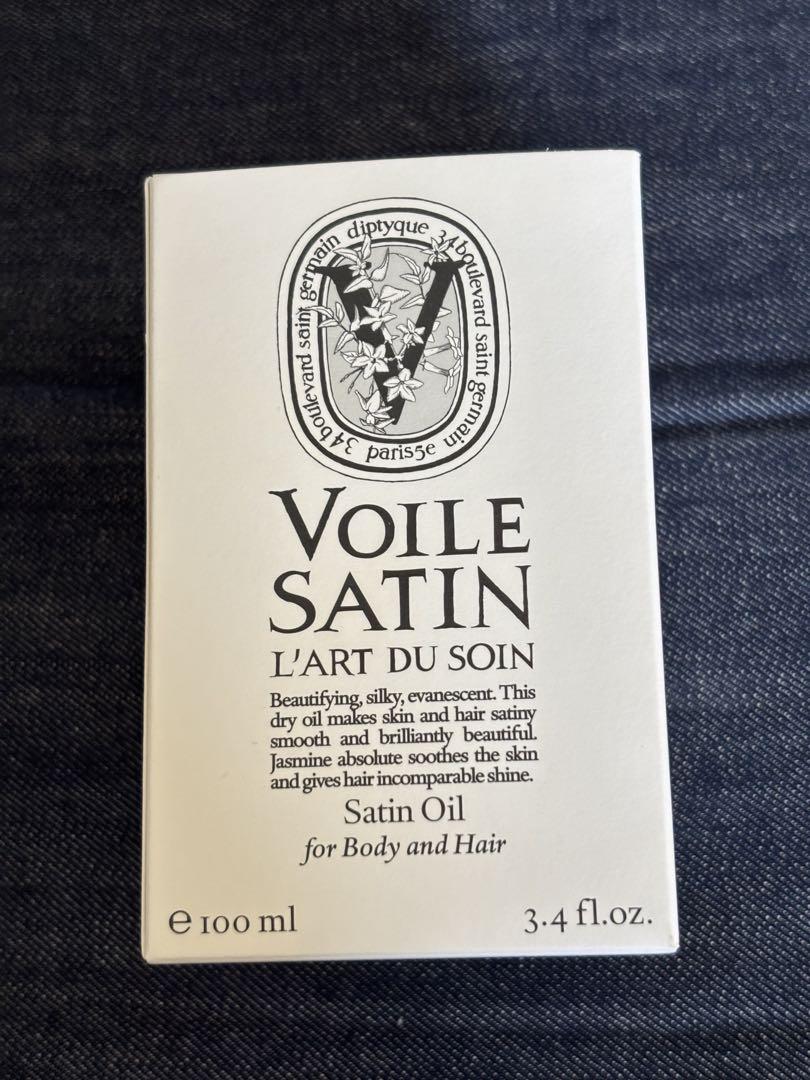 diptyque 34 boulevard saint germain paris5e 34 boulevard saint germain
V
VOILE
SATIN
L'ART DU SOIN
Beautifying, silky, evanescent. This
dry oil makes skin and hair satiny
smooth and brilliantly beautiful.
Jasmine absolute soothes the skin
and gives hair incomparable shine.
Satin Oil
for Body and Hair
e 100 ml
3.4 fl.oz.